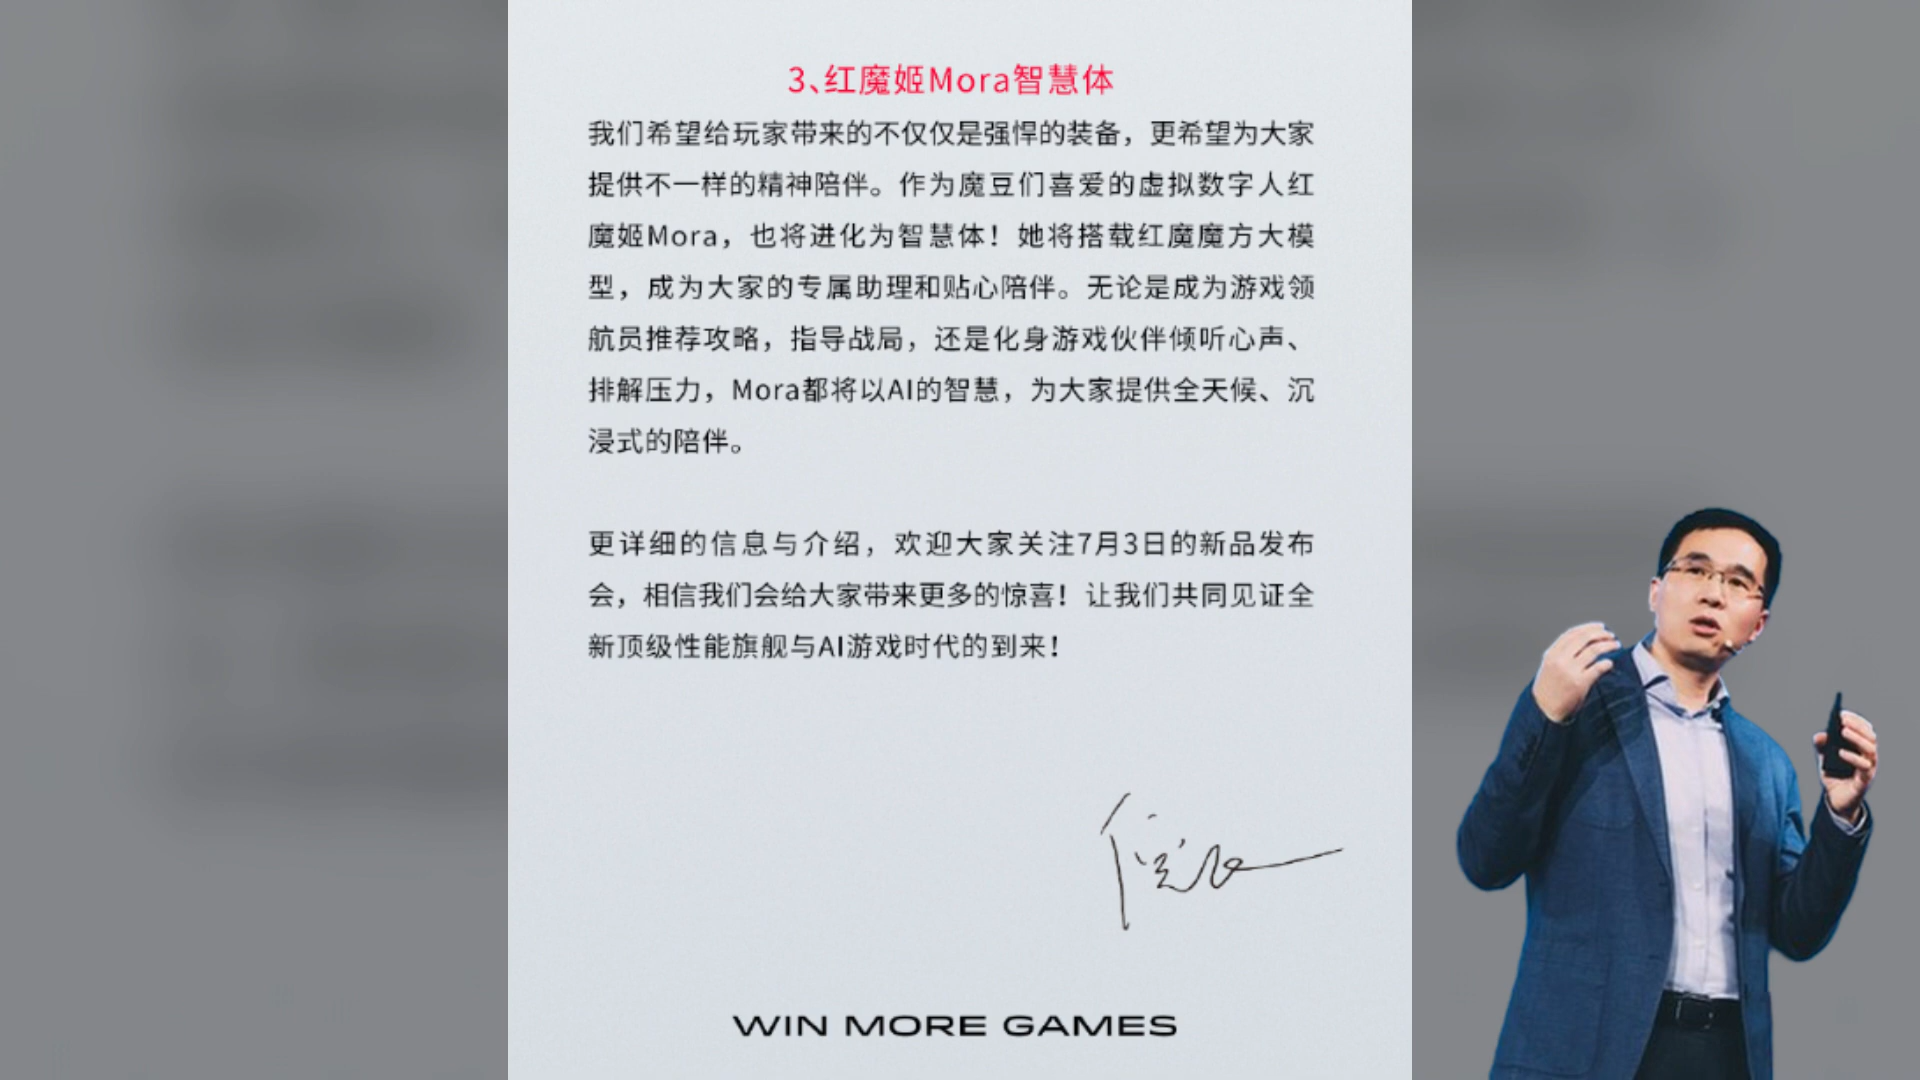 3、红魔姬Mora智慧体
我们希望给玩家带来的不仅仅是强悍的装备，更希望为大家
提供不一样的精神陪伴。作为魔豆们喜爱的虚拟数字人红
魔姬Mora，也将进化为智慧体！她将搭载红魔魔方大模
型，成为大家的专属助理和贴心陪伴。无论是成为游戏领
航员推荐攻略，指导战局，还是化身游戏伙伴倾听心声、
排解压力，Mora都将以AI的智慧，为大家提供全天候、沉
浸式的陪伴。
更详细的信息与介绍，欢迎大家关注7月3日的新品发布
会，相信我们会给大家带来更多的惊喜！让我们共同见证全
新顶级性能旗舰与AI游戏时代的到来！
WIN MORE GAMES